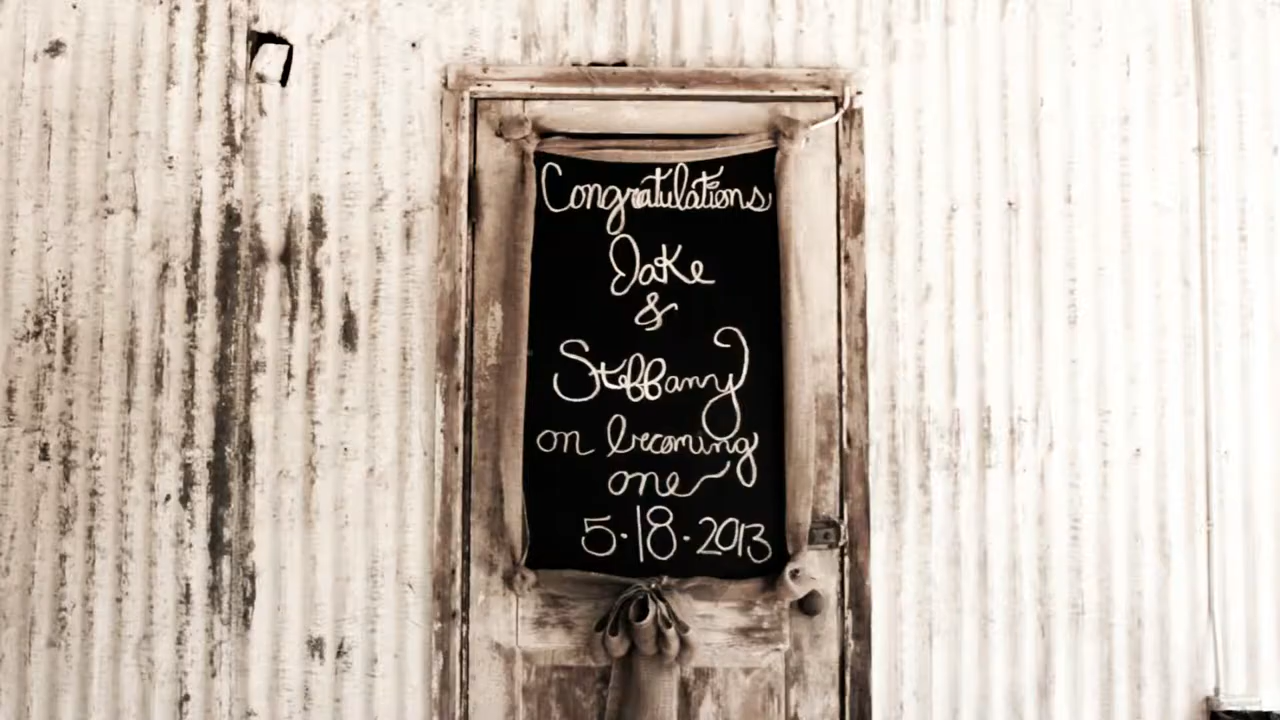 Congratulations
Jake
&
Steffany
on becoming
one
5.18.2013